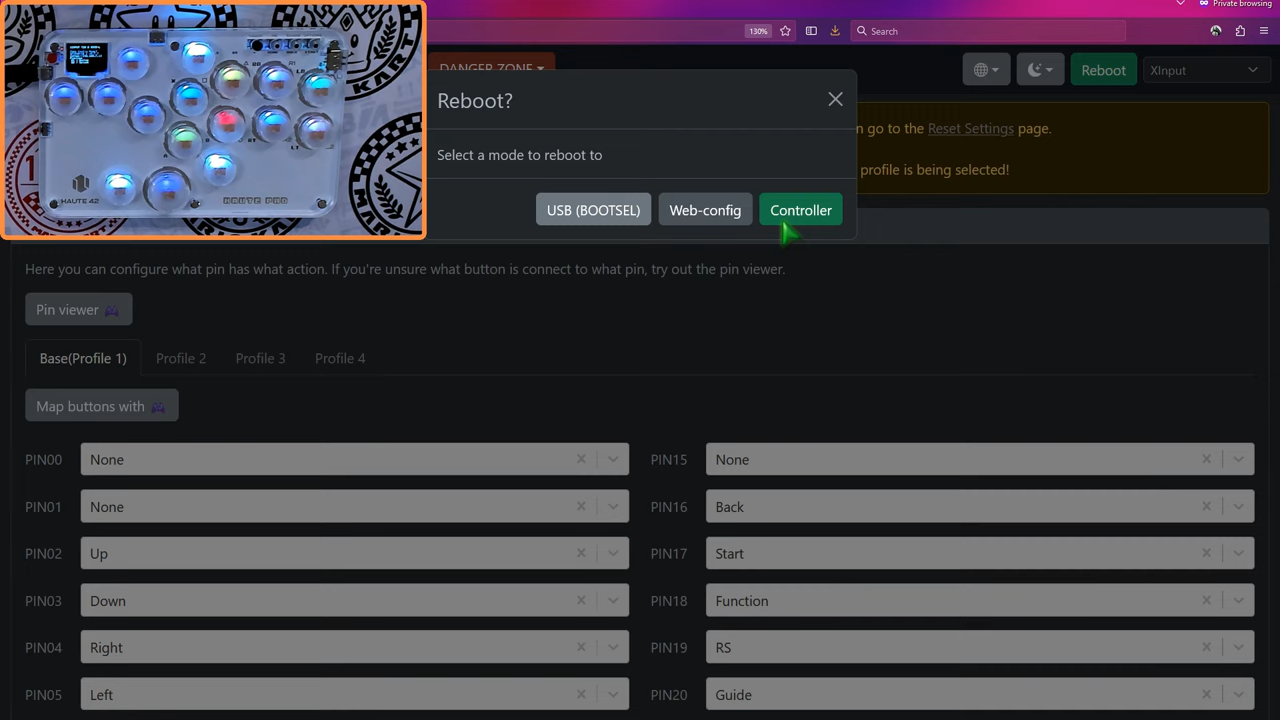 Private browsing
130%
Search
DANGER ZONE
Reboot
XInput
Reboot?
Select a mode to reboot to
USB (BOOTSEL)
Web-config
Controller
n go to the Reset Settings page.
profile is being selected!
HAUTE 42
HAUTE PAD
Here you can configure what pin has what action. If you're unsure what button is connect to what pin, try out the pin viewer.
Pin viewer
Base(Profile 1)
Profile 2
Profile 3
Profile 4
Map buttons with
PIN00
None
PIN15
None
PIN01
None
PIN16
Back
PIN02
Up
PIN17
Start
PIN03
Down
PIN18
Function
PIN04
Right
PIN19
RS
PIN05
Left
PIN20
Guide